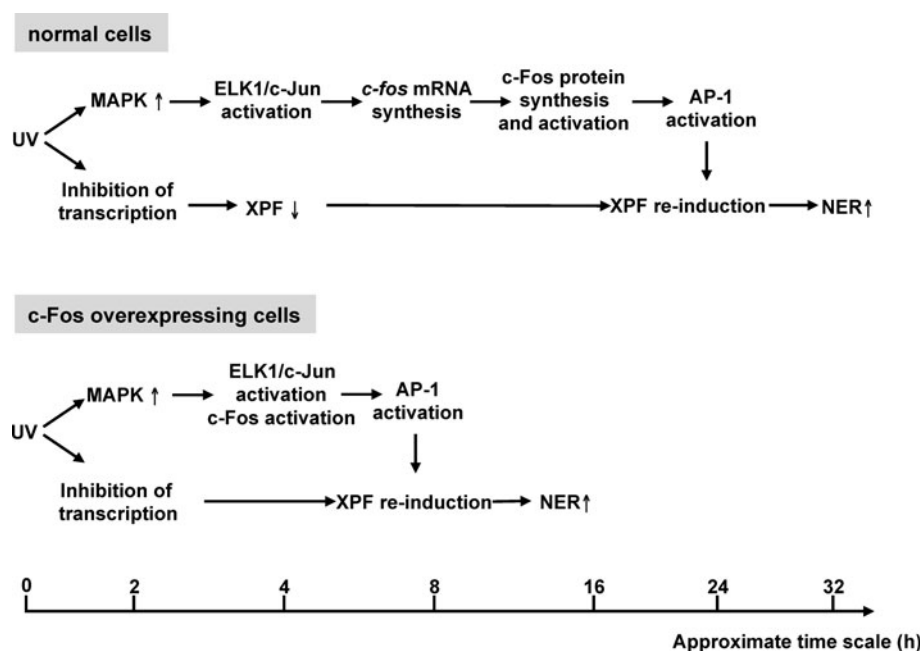 normal cells
MAPK ↑
ELK1/c-Jun
activation
c-fos mRNA
synthesis
c-Fos protein
synthesis
and activation
AP-1
activation
UV
Inhibition of
transcription
XPF ↓
XPF re-induction
NER↑
c-Fos overexpressing cells
MAPK ↑
ELK1/c-Jun
activation
c-Fos activation
AP-1
activation
UV
Inhibition of
transcription
XPF re-induction
NER↑
0 2 4 8 16 24 32
Approximate time scale (h)